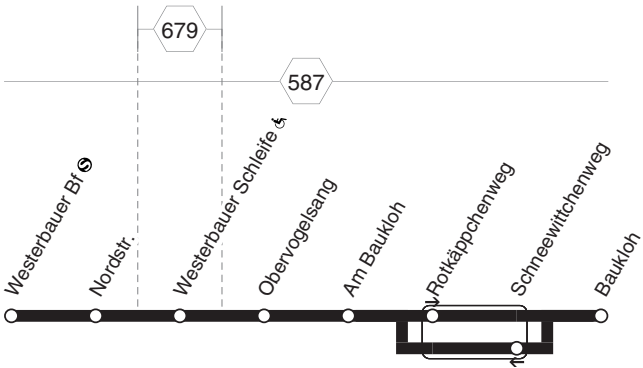 679
587
Westerbauer Bf S
Nordstr.
Westerbauer Schleife
Obervogelsang
Am Baukloh
Rotkäppchenweg
Schneewittchenweg
Baukloh